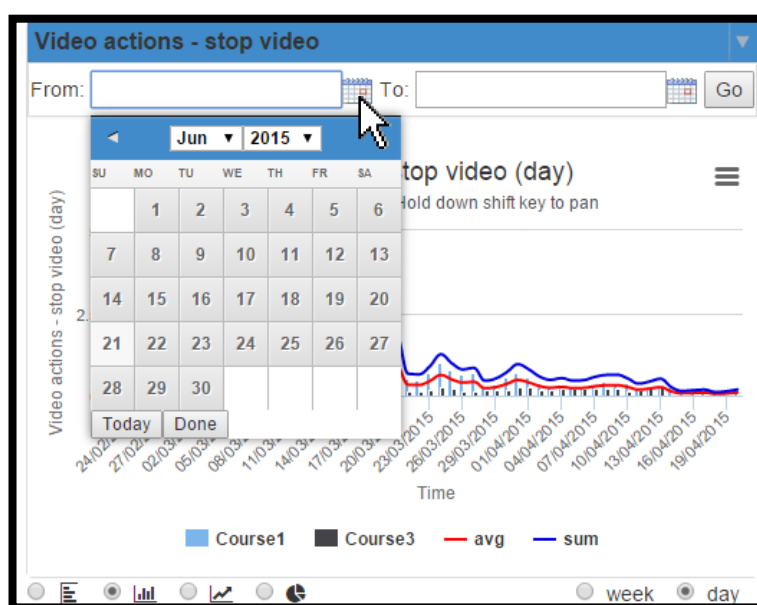 Video actions - stop video
From: To: Go
Jun 2015
SU MO TU WE TH FR SA
1 2 3 4 5 6
7 8 9 10 11 12 13
14 15 16 17 18 19 20
21 22 23 24 25 26 27
28 29 30
Today Done
top video (day)
Hold down shift key to pan
Video actions - stop video (day)
2.
23/03/2015
26/03/2015
29/03/2015
01/04/2015
04/04/2015
07/04/2015
10/04/2015
13/04/2015
16/04/2015
19/04/2015
Time
Course1 Course3 avg sum
week day